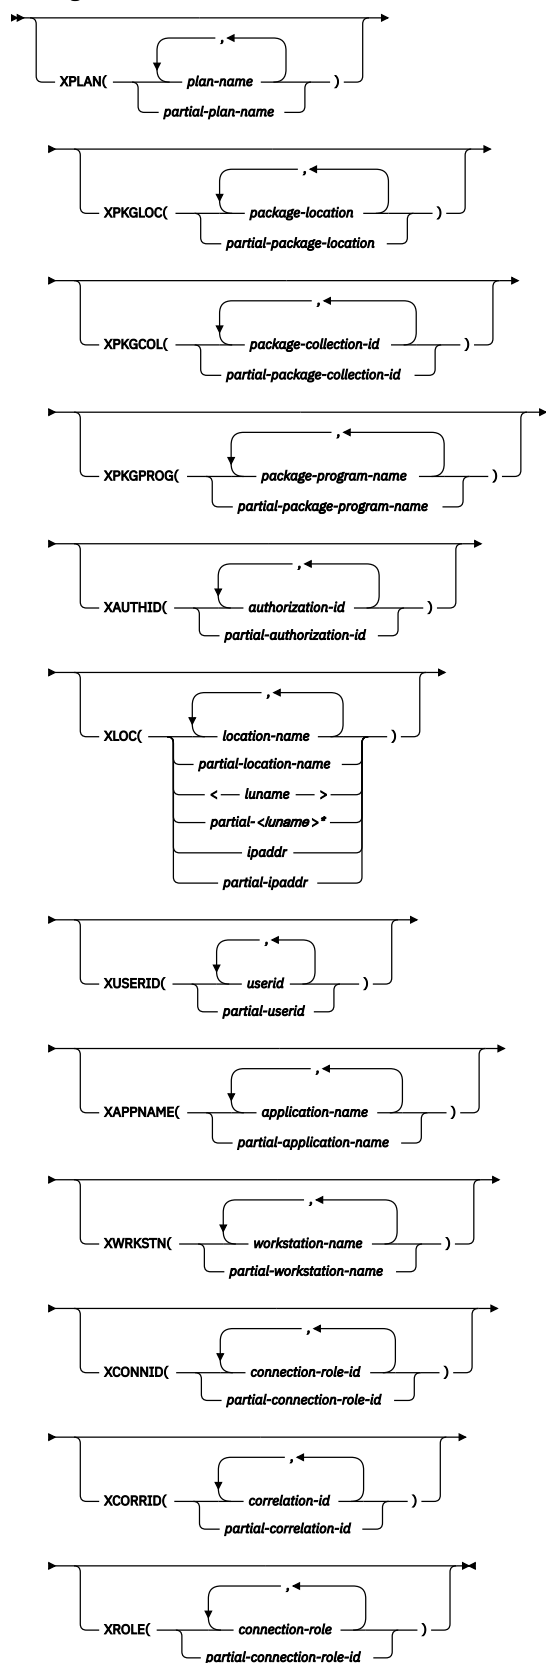 ,
XPLAN( plan-name )
partial-plan-name
,
XPKGLOC( package-location )
partial-package-location
,
XPKGCOL( package-collection-id )
partial-package-collection-id
,
XPKGPROG( package-program-name )
partial-package-program-name
,
XAUTHID( authorization-id )
partial-authorization-id
,
XLOC( location-name )
partial-location-name
< luname >
partial-<luname>*
ipaddr
partial-ipaddr
,
XUSERID( userid )
partial-userid
,
XAPPNAME( application-name )
partial-application-name
,
XWRKSTN( workstation-name )
partial-workstation-name
,
XCONNID( connection-role-id )
partial-connection-role-id
,
XCORRID( correlation-id )
partial-correlation-id
,
XROLE( connection-role )
partial-connection-role-id